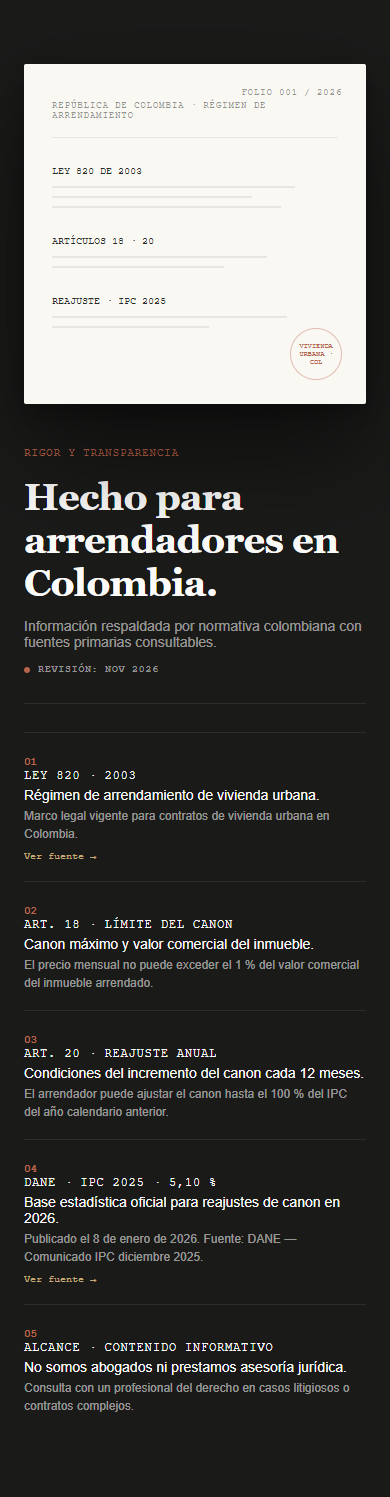 FOLIO 001 / 2026
REPÚBLICA DE COLOMBIA · RÉGIMEN DE
ARRENDAMIENTO
LEY 820 DE 2003
ARTÍCULOS 18 · 20
REAJUSTE · IPC 2025
VIVIENDA
URBANA ·
COL
RIGOR Y TRANSPARENCIA
Hecho para
arrendadores en
Colombia.
Información respaldada por normativa colombiana con
fuentes primarias consultables.
REVISIÓN: NOV 2026
01
LEY 820 · 2003
Régimen de arrendamiento de vivienda urbana.
Marco legal vigente para contratos de vivienda urbana en
Colombia.
Ver fuente →
02
ART. 18 · LÍMITE DEL CANON
Canon máximo y valor comercial del inmueble.
El precio mensual no puede exceder el 1 % del valor comercial
del inmueble arrendado.
03
ART. 20 · REAJUSTE ANUAL
Condiciones del incremento del canon cada 12 meses.
El arrendador puede ajustar el canon hasta el 100 % del IPC
del año calendario anterior.
04
DANE · IPC 2025 · 5,10 %
Base estadística oficial para reajustes de canon en
2026.
Publicado el 8 de enero de 2026. Fuente: DANE —
Comunicado IPC diciembre 2025.
Ver fuente →
05
ALCANCE · CONTENIDO INFORMATIVO
No somos abogados ni prestamos asesoría jurídica.
Consulta con un profesional del derecho en casos litigiosos o
contratos complejos.